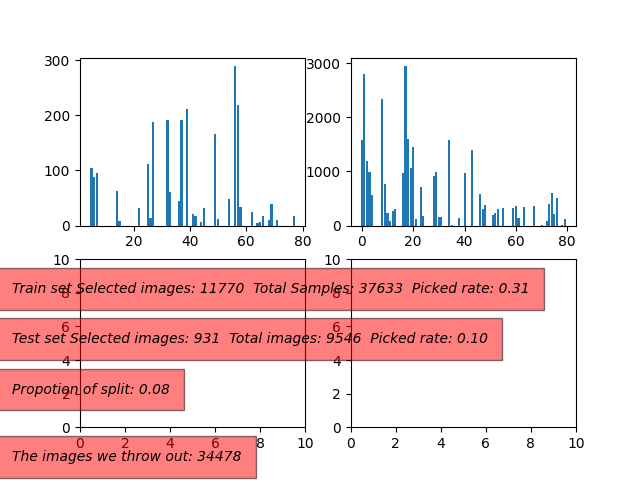 300
200
100
0
20 40 60 80
3000
2000
1000
0
0 20 40 60 80
10
8
6
4
2
0
0 2 4 6 8 10
10
8
6
4
2
0
0 2 4 6 8 10
Train set Selected images: 11770 Total Samples: 37633 Picked rate: 0.31
Test set Selected images: 931 Total images: 9546 Picked rate: 0.10
Propotion of split: 0.08
The images we throw out: 34478